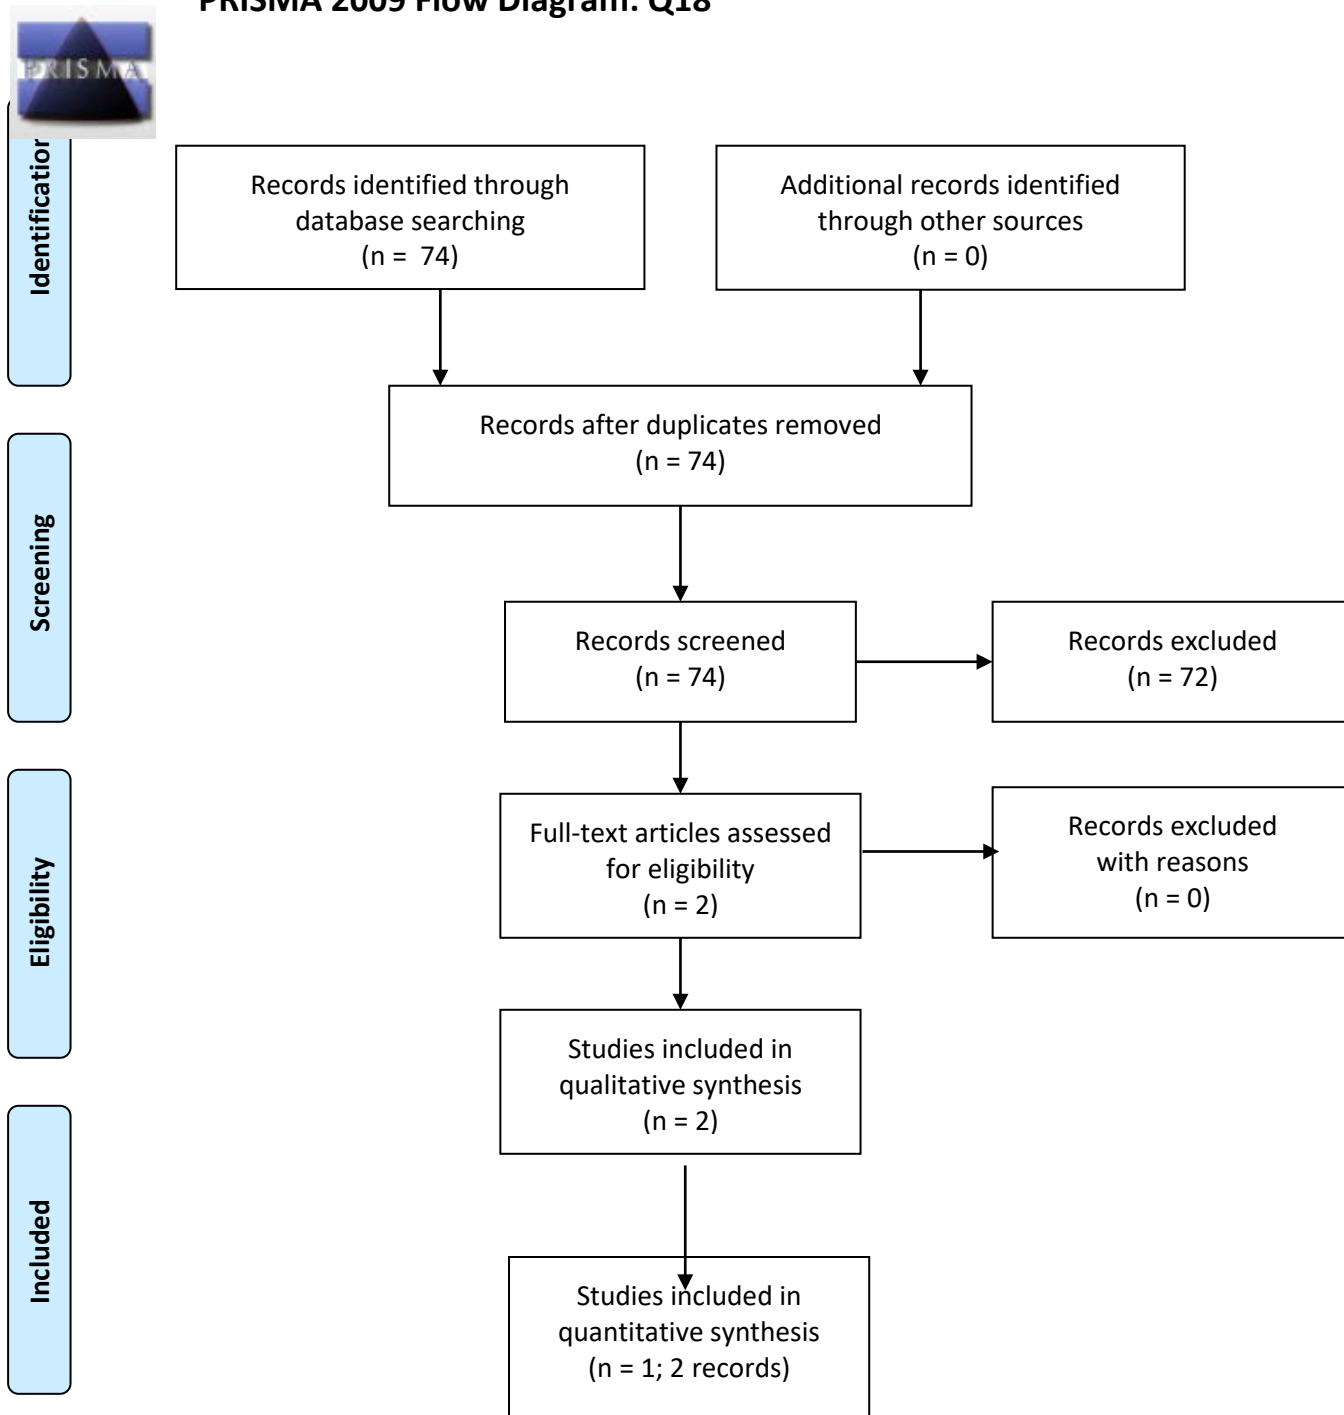 PRISMA 2009 Flow Diagram: Q18
PRISMA
Identification
Records identified through
database searching
(n = 74)
Additional records identified
through other sources
(n = 0)
Records after duplicates removed
(n = 74)
Screening
Records screened
(n = 74)
Records excluded
(n = 72)
Eligibility
Full-text articles assessed
for eligibility
(n = 2)
Records excluded
with reasons
(n = 0)
Studies included in
qualitative synthesis
(n = 2)
Included
Studies included in
quantitative synthesis
(n = 1; 2 records)